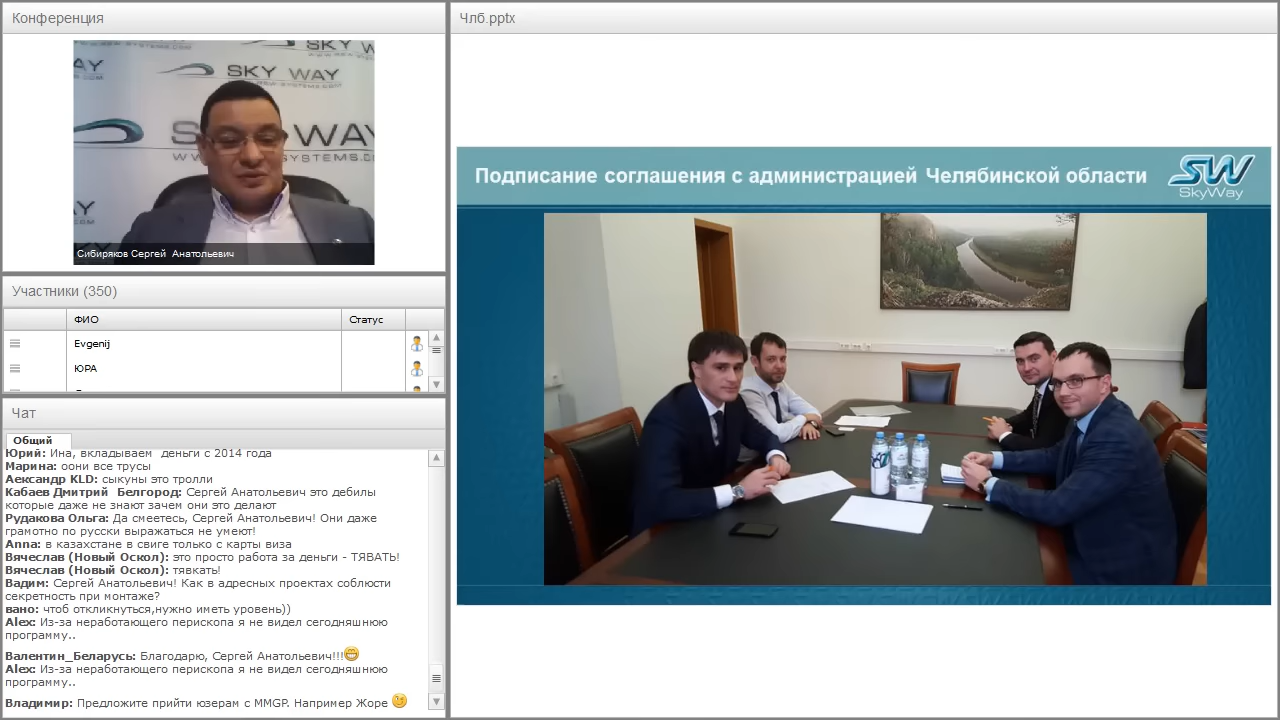 Конференция
SKY WAY
SKY WAY
Сибиряков Сергей Анатольевич
Участники (350)
ФИО
Статус
Evgenij
ЮРА
Чат
Общий
Юрий: Ина, вкладываем деньги с 2014 года
Марина: оони все трусы
Аександр KLD: сыкуны это тролли
Кабаев Дмитрий Белгород: Сергей Анатольевич это дебилы
которые даже не знают зачем они это делают
Рудакова Ольга: Да смеетесь, Сергей Анатольевич! Они даже
грамотно по русски выражаться не умеют!
Anna: в казахстане в свиге только с карты виза
Вячеслав (Новый Оскол): это просто работа за деньги - ТЯВАТЬ!
Вячеслав (Новый Оскол): тявкать!
Вадим: Сергей Анатольевич! Как в адресных проектах соблюсти
секретность при монтаже?
вано: чтоб откликнуться,нужно иметь уровень))
Alex: Из-за неработающего перископа я не видел сегодняшнюю
программу..
Валентин_Беларусь: Благодарю, Сергей Анатольевич!!!
Alex: Из-за неработающего перископа я не видел сегодняшнюю
программу..
Владимир: Предложите прийти юзерам с MMGP. Например Жоре
Члб.pptx
Подписание соглашения с администрацией Челябинской области
SW
SkyWay